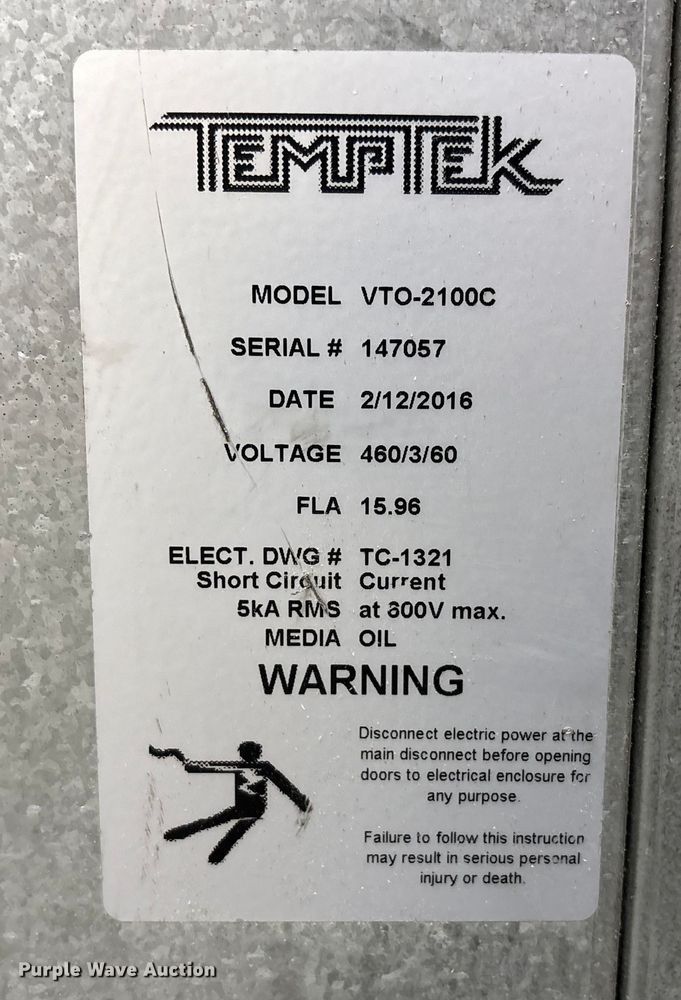 TEMPTEK
MODEL VTO-2100C
SERIAL # 147057
DATE 2/12/2016
VOLTAGE 460/3/60
FLA 15.96
ELECT. DWG # TC-1321
Short Circuit Current
5kA RMS at 600V max.
MEDIA OIL
WARNING
Disconnect electric power at the
main disconnect before opening
doors to electrical enclosure for
any purpose.
Failure to follow this instruction
may result in serious personal
injury or death.
Purple Wave Auction